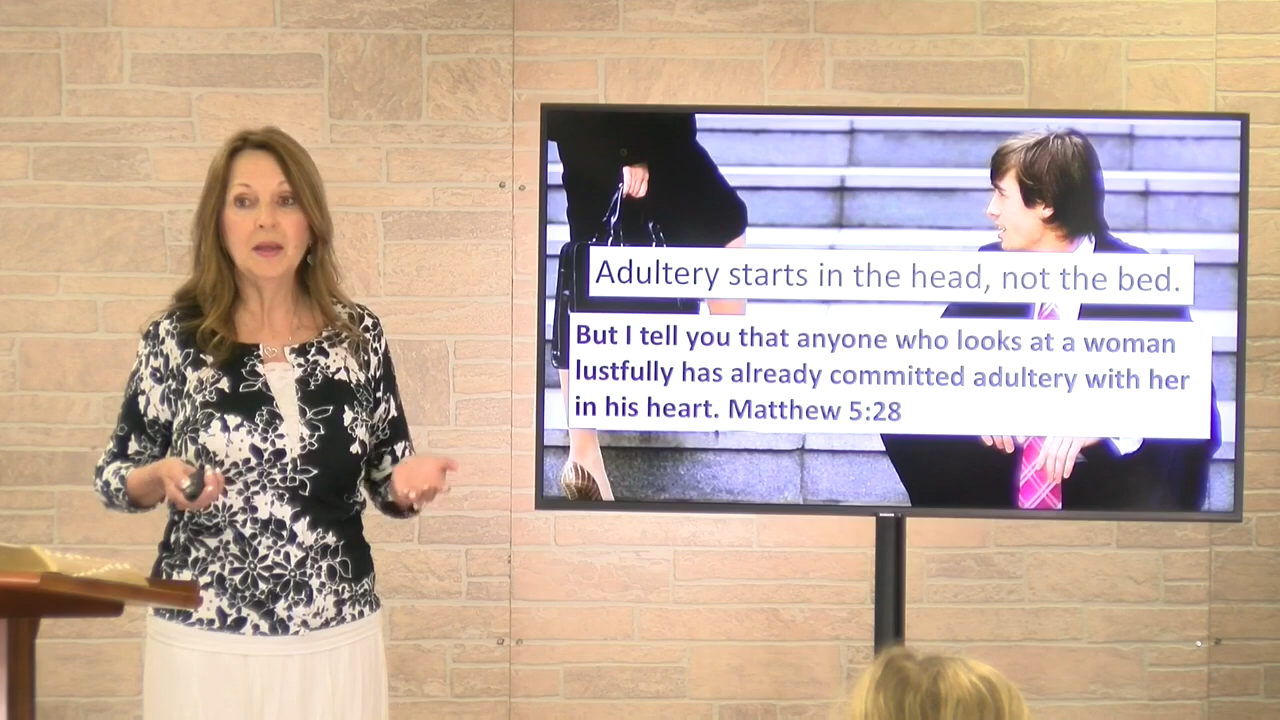 Adultery starts in the head, not the bed.
But I tell you that anyone who looks at a woman
lustfully has already committed adultery with her
in his heart. Matthew 5:28